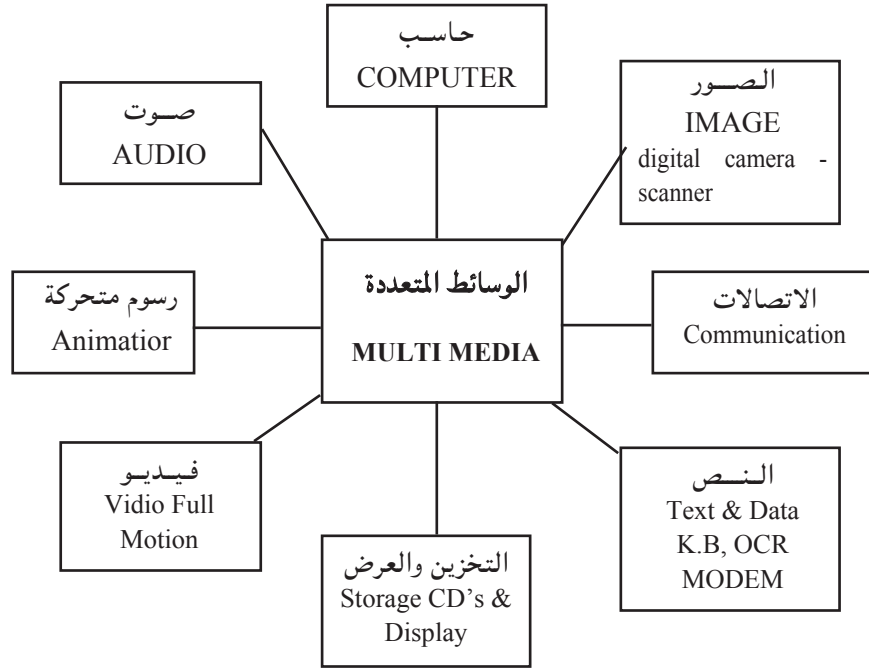 حاسب
COMPUTER
الصور
IMAGE
digital camera -
scanner
صوت
AUDIO
الوسائط المتعددة
MULTI MEDIA
رسوم متحركة
Animatior
الاتصالات
Communication
فيديو
Vidio Full
Motion
النص
Text & Data
K.B, OCR
MODEM
التخزين والعرض
Storage CD’s &
Display